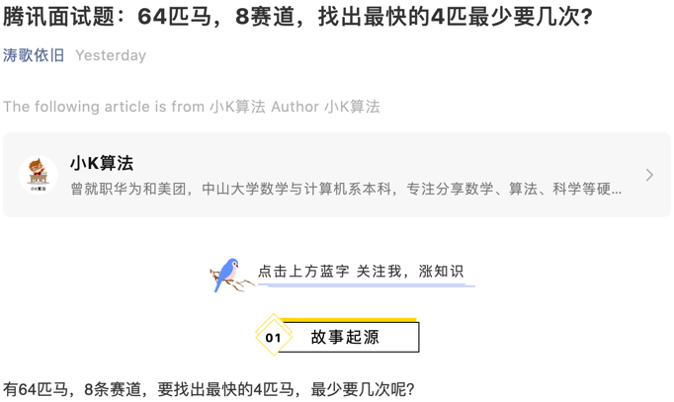 腾讯面试题：64匹马，8赛道，找出最快的4匹最少要几次?
涛歌依旧 Yesterday
The following article is from 小K算法 Author 小K算法
小K算法
曾就职华为和美团，中山大学数学与计算机系本科，专注分享数学、算法、科学等硬...
点击上方蓝字 关注我，涨知识
01 故事起源
有64匹马，8条赛道，要找出最快的4匹马，最少要几次呢?